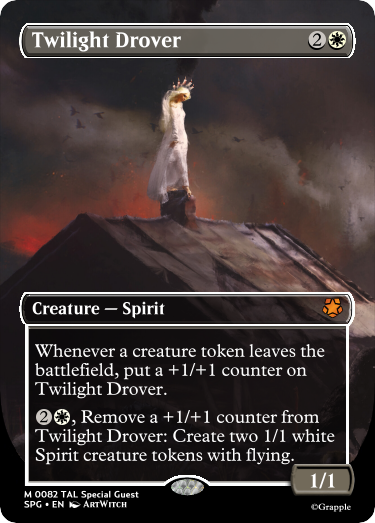 Twilight Drover 2
Creature — Spirit
Whenever a creature token leaves the
battlefield, put a +1/+1 counter on
Twilight Drover.
2, Remove a +1/+1 counter from
Twilight Drover: Create two 1/1 white
Spirit creature tokens with flying.
1/1
M 0082 TAL Special Guest
SPG • EN ArtWitch
©Grapple